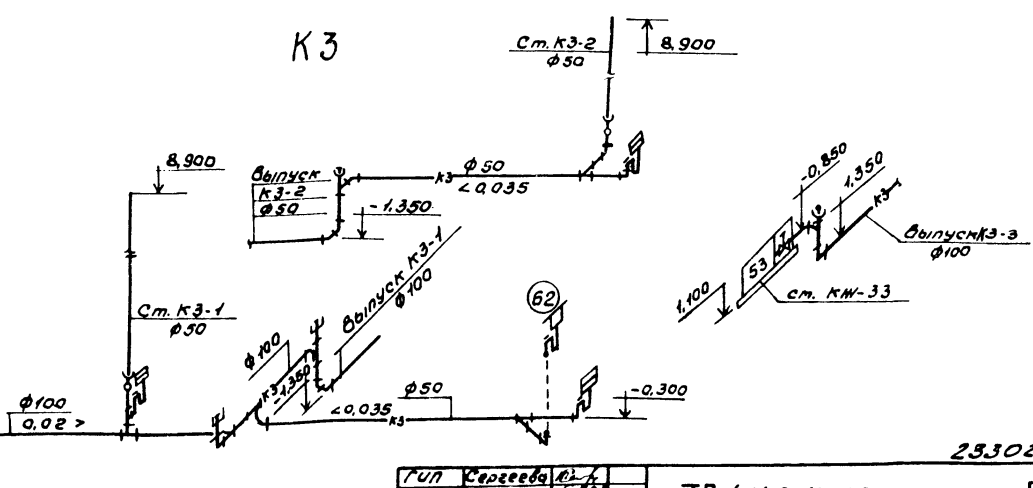 К3
Ст. К3-2
ф50
8,900
8,900
Выпуск
К3-2
ф50
-1.350
К3
ф50
<0,035
-0,850
1,350
К3
Выпуск К3-3
ф100
53
1,100
ст. КЖ-33
Ст. К3-1
ф50
Выпуск К3-1
ф100
ф100
К3
-1,350
62
ф100
0,02 >
<0,035
ф50
К3
-0,300
23302
ГИП
Сергеева